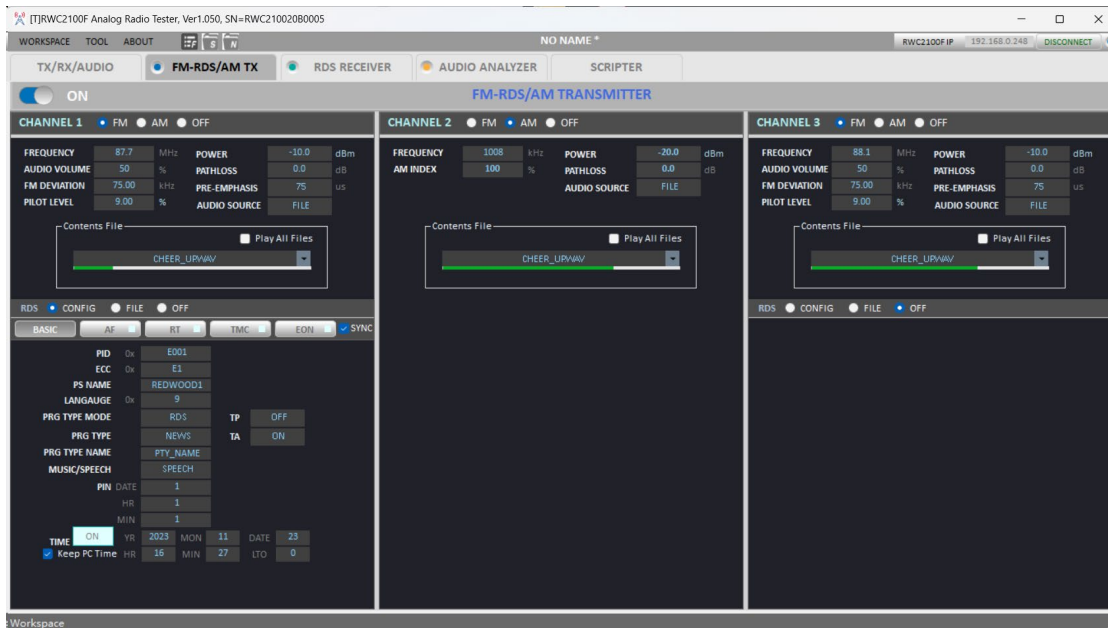 [T]RWC2100F Analog Radio Tester, Ver1.050, SN=RWC210020B0005
WORKSPACE TOOL ABOUT F S N NO NAME * RWC2100F IP 192.168.0.248 DISCONNECT
TX/RX/AUDIO FM-RDS/AM TX RDS RECEIVER AUDIO ANALYZER SCRIPTER
ON FM-RDS/AM TRANSMITTER
CHANNEL 1 FM AM OFF
FREQUENCY 87.7 MHz POWER -10.0 dBm
AUDIO VOLUME 50 % PATHLOSS 0.0 dB
FM DEVIATION 75.00 kHz PRE-EMPHASIS 75 us
PILOT LEVEL 9.00 % AUDIO SOURCE FILE
Contents File
Play All Files
CHEER_UP.WAV
RDS CONFIG FILE OFF
BASIC AF RT TMC EON SYNC
PID 0x E001
ECC 0x E1
PS NAME REDWOOD1
LANGAUGE 0x 9
PRG TYPE MODE RDS TP OFF
PRG TYPE NEWS TA ON
PRG TYPE NAME PTY_NAME
MUSIC/SPEECH SPEECH
PIN DATE 1
HR 1
MIN 1
TIME ON YR 2023 MON 11 DATE 23
Keep PC Time HR 16 MIN 27 LTO 0
CHANNEL 2 FM AM OFF
FREQUENCY 1008 kHz POWER -20.0 dBm
AM INDEX 100 % PATHLOSS 0.0 dB
AUDIO SOURCE FILE
Contents File
Play All Files
CHEER_UP.WAV
CHANNEL 3 FM AM OFF
FREQUENCY 88.1 MHz POWER -10.0 dBm
AUDIO VOLUME 50 % PATHLOSS 0.0 dB
FM DEVIATION 75.00 kHz PRE-EMPHASIS 75 us
PILOT LEVEL 9.00 % AUDIO SOURCE FILE
Contents File
Play All Files
CHEER_UP.WAV
RDS CONFIG FILE OFF
Workspace